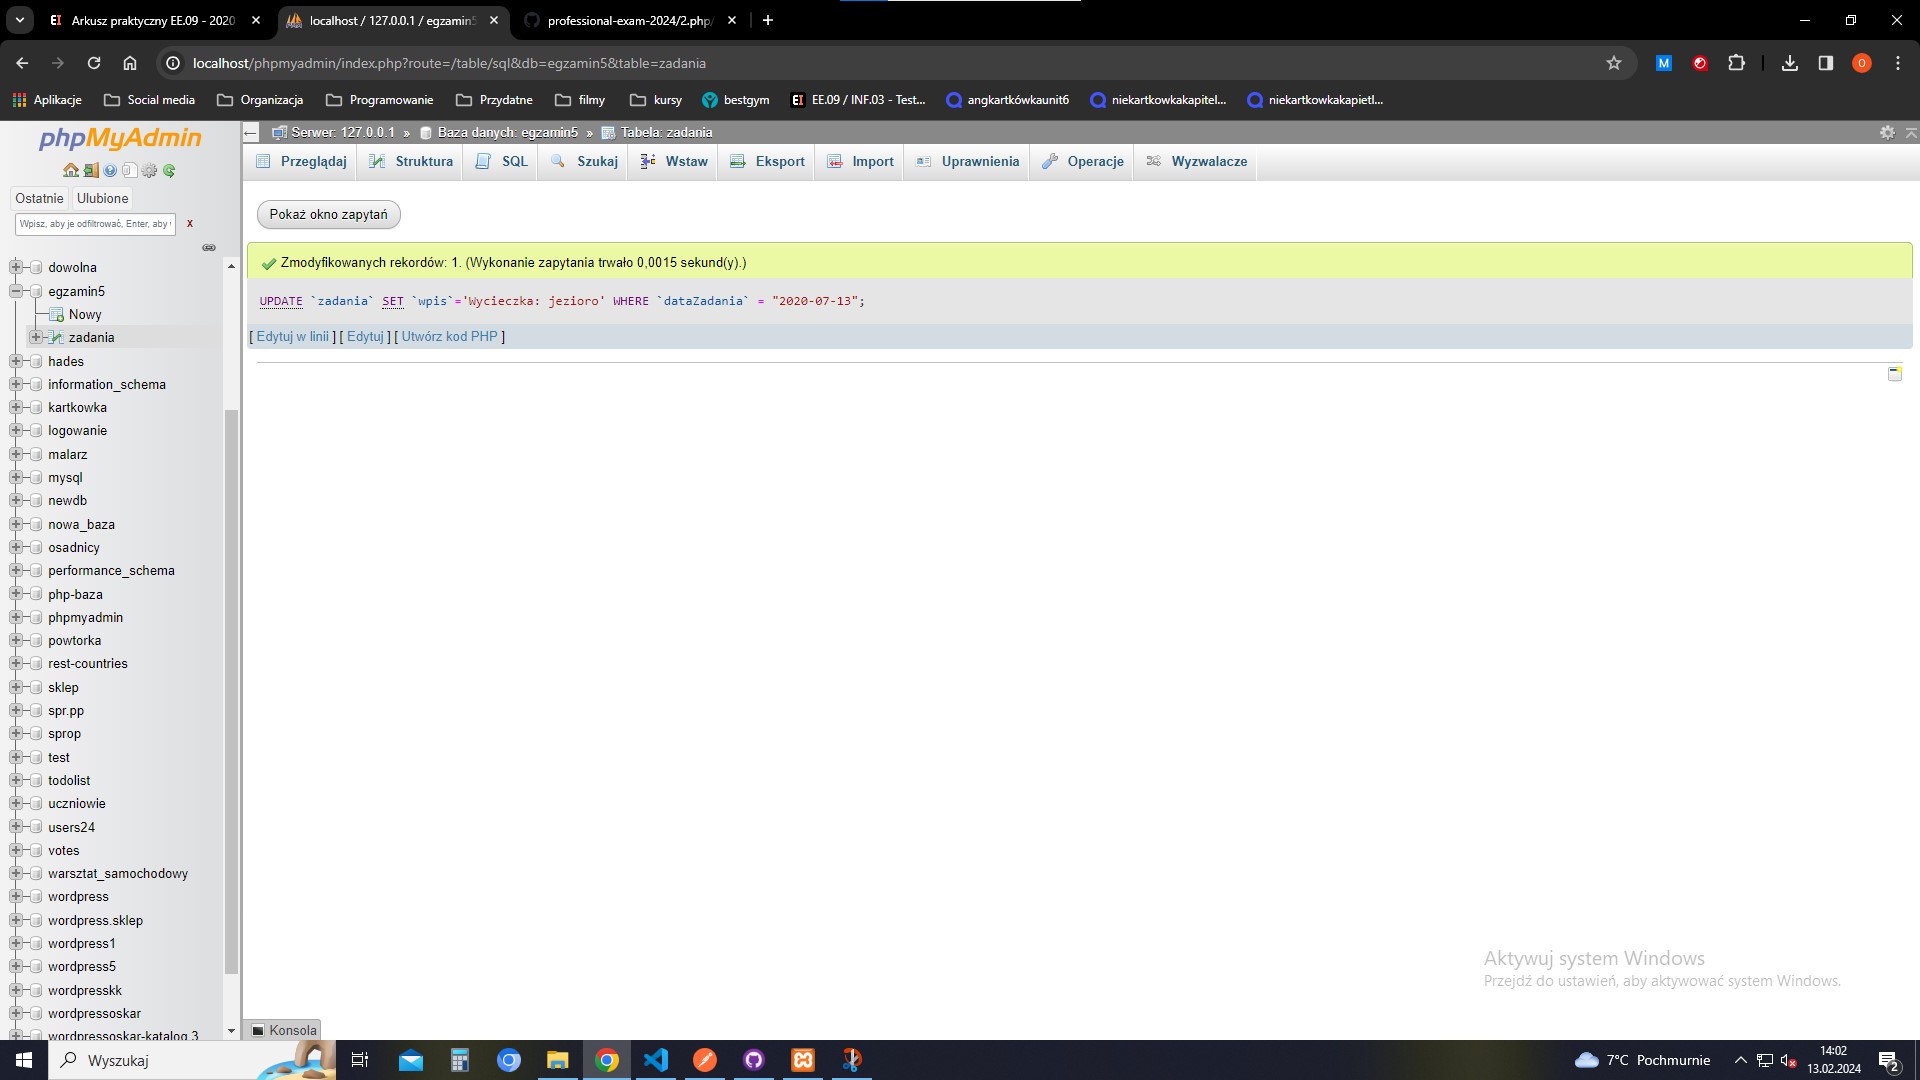 Arkusz praktyczny EE.09 - 2020
localhost / 127.0.0.1 / egzamin5
professional-exam-2024/2.php/
localhost/phpmyadmin/index.php?route=/table/sql&db=egzamin5&table=zadania
M
O
Aplikacje
Social media
Organizacja
Programowanie
Przydatne
filmy
kursy
bestgym
EE.09 / INF.03 - Test...
angkartkówkaunit6
niekartkowkakapitel...
niekartkowkakapietl...
phpMyAdmin
Ostatnie
Ulubione
Wpisz, aby je odfiltrować, Enter, aby
X
dowolna
egzamin5
Nowy
zadania
hades
information_schema
kartkowka
logowanie
malarz
mysql
newdb
nowa_baza
osadnicy
performance_schema
php-baza
phpmyadmin
powtorka
rest-countries
sklep
spr.pp
sprop
test
todolist
uczniowie
users24
votes
warsztat_samochodowy
wordpress
wordpress.sklep
wordpress1
wordpress5
wordpresskk
wordpressoskar
wordpressoskar-katalog 3
Serwer: 127.0.0.1 » Baza danych: egzamin5 » Tabela: zadania
Przeglądaj
Struktura
SQL
Szukaj
Wstaw
Eksport
Import
Uprawnienia
Operacje
Wyzwalacze
Pokaż okno zapytań
Zmodyfikowanych rekordów: 1. (Wykonanie zapytania trwało 0,0015 sekund(y).)
UPDATE `zadania` SET `wpis`='Wycieczka: jezioro' WHERE `dataZadania` = "2020-07-13";
[ Edytuj w linii ] [ Edytuj ] [ Utwórz kod PHP ]
Aktywuj system Windows
Przejdź do ustawień, aby aktywować system Windows.
Konsola
Wyszukaj
7°C Pochmurnie
14:02
13.02.2024
2